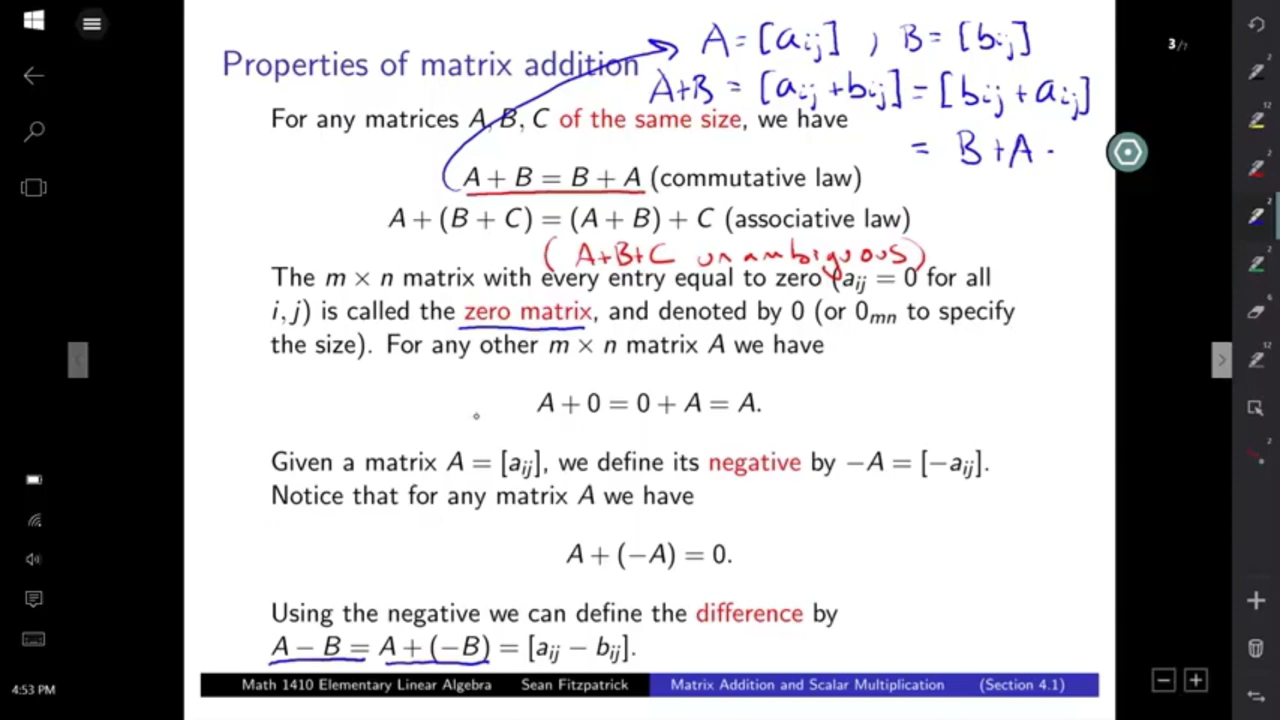 3/7
Properties of matrix addition
A = [aij] , B = [bij]
A+B = [aij + bij] = [bij + aij]
= B+A .
For any matrices A, B, C of the same size, we have
A + B = B + A (commutative law)
A + (B + C) = (A + B) + C (associative law)
( A+B+C unambiguous )
The m × n matrix with every entry equal to zero (aij = 0 for all
i, j) is called the zero matrix, and denoted by 0 (or 0mn to specify
the size). For any other m × n matrix A we have
A + 0 = 0 + A = A.
Given a matrix A = [aij], we define its negative by −A = [−aij].
Notice that for any matrix A we have
A + (−A) = 0.
Using the negative we can define the difference by
A − B = A + (−B) = [aij − bij].
Math 1410 Elementary Linear Algebra Sean Fitzpatrick Matrix Addition and Scalar Multiplication (Section 4.1)
4:53 PM